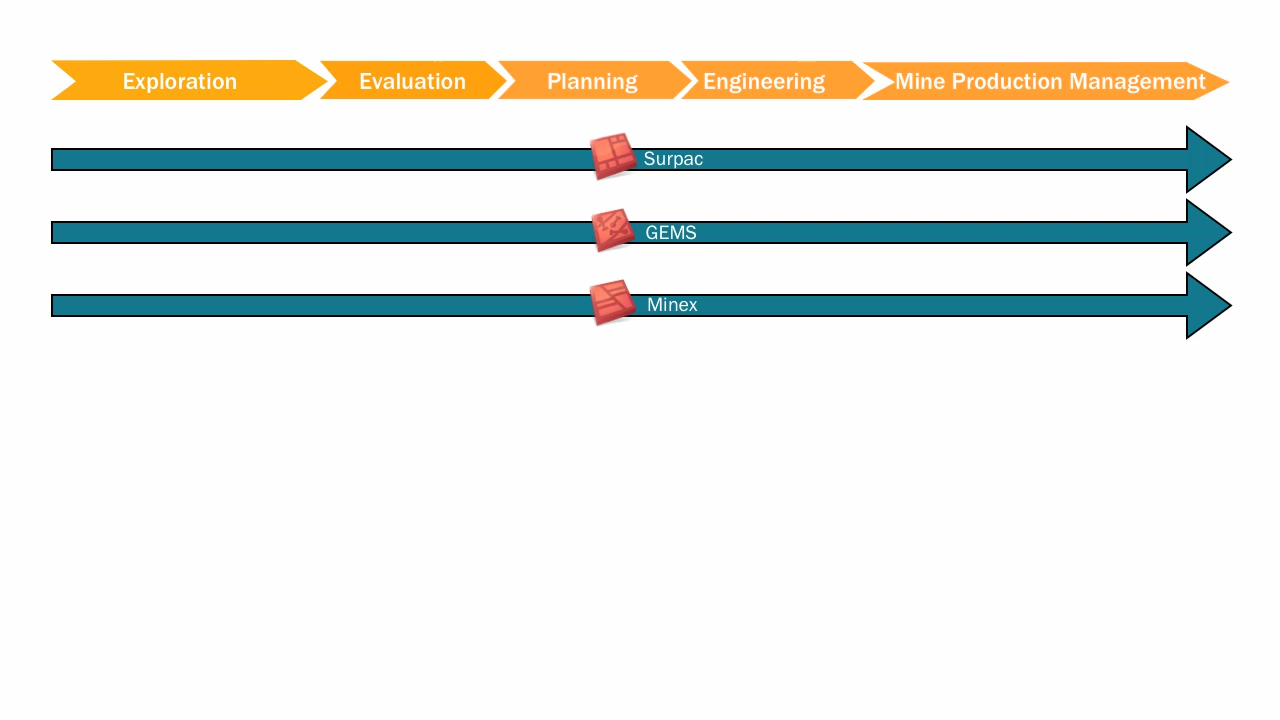 Exploration Evaluation Planning Engineering Mine Production Management
Surpac
GEMS
Minex